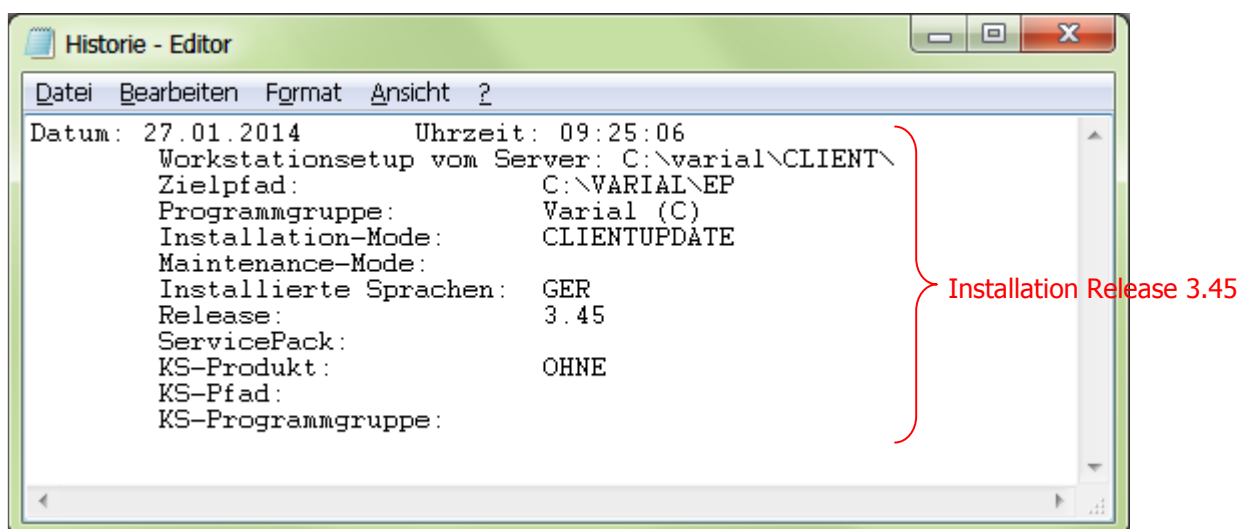 Historie - Editor
Datei Bearbeiten Format Ansicht ?
Datum: 27.01.2014 Uhrzeit: 09:25:06
Workstationsetup vom Server: C:\varial\CLIENT\
Zielpfad: C:\VARIAL\EP
Programmgruppe: Varial (C)
Installation-Mode: CLIENTUPDATE
Maintenance-Mode:
Installierte Sprachen: GER
Release: 3.45
ServicePack:
KS-Produkt: OHNE
KS-Pfad:
KS-Programmgruppe:
Installation Release 3.45